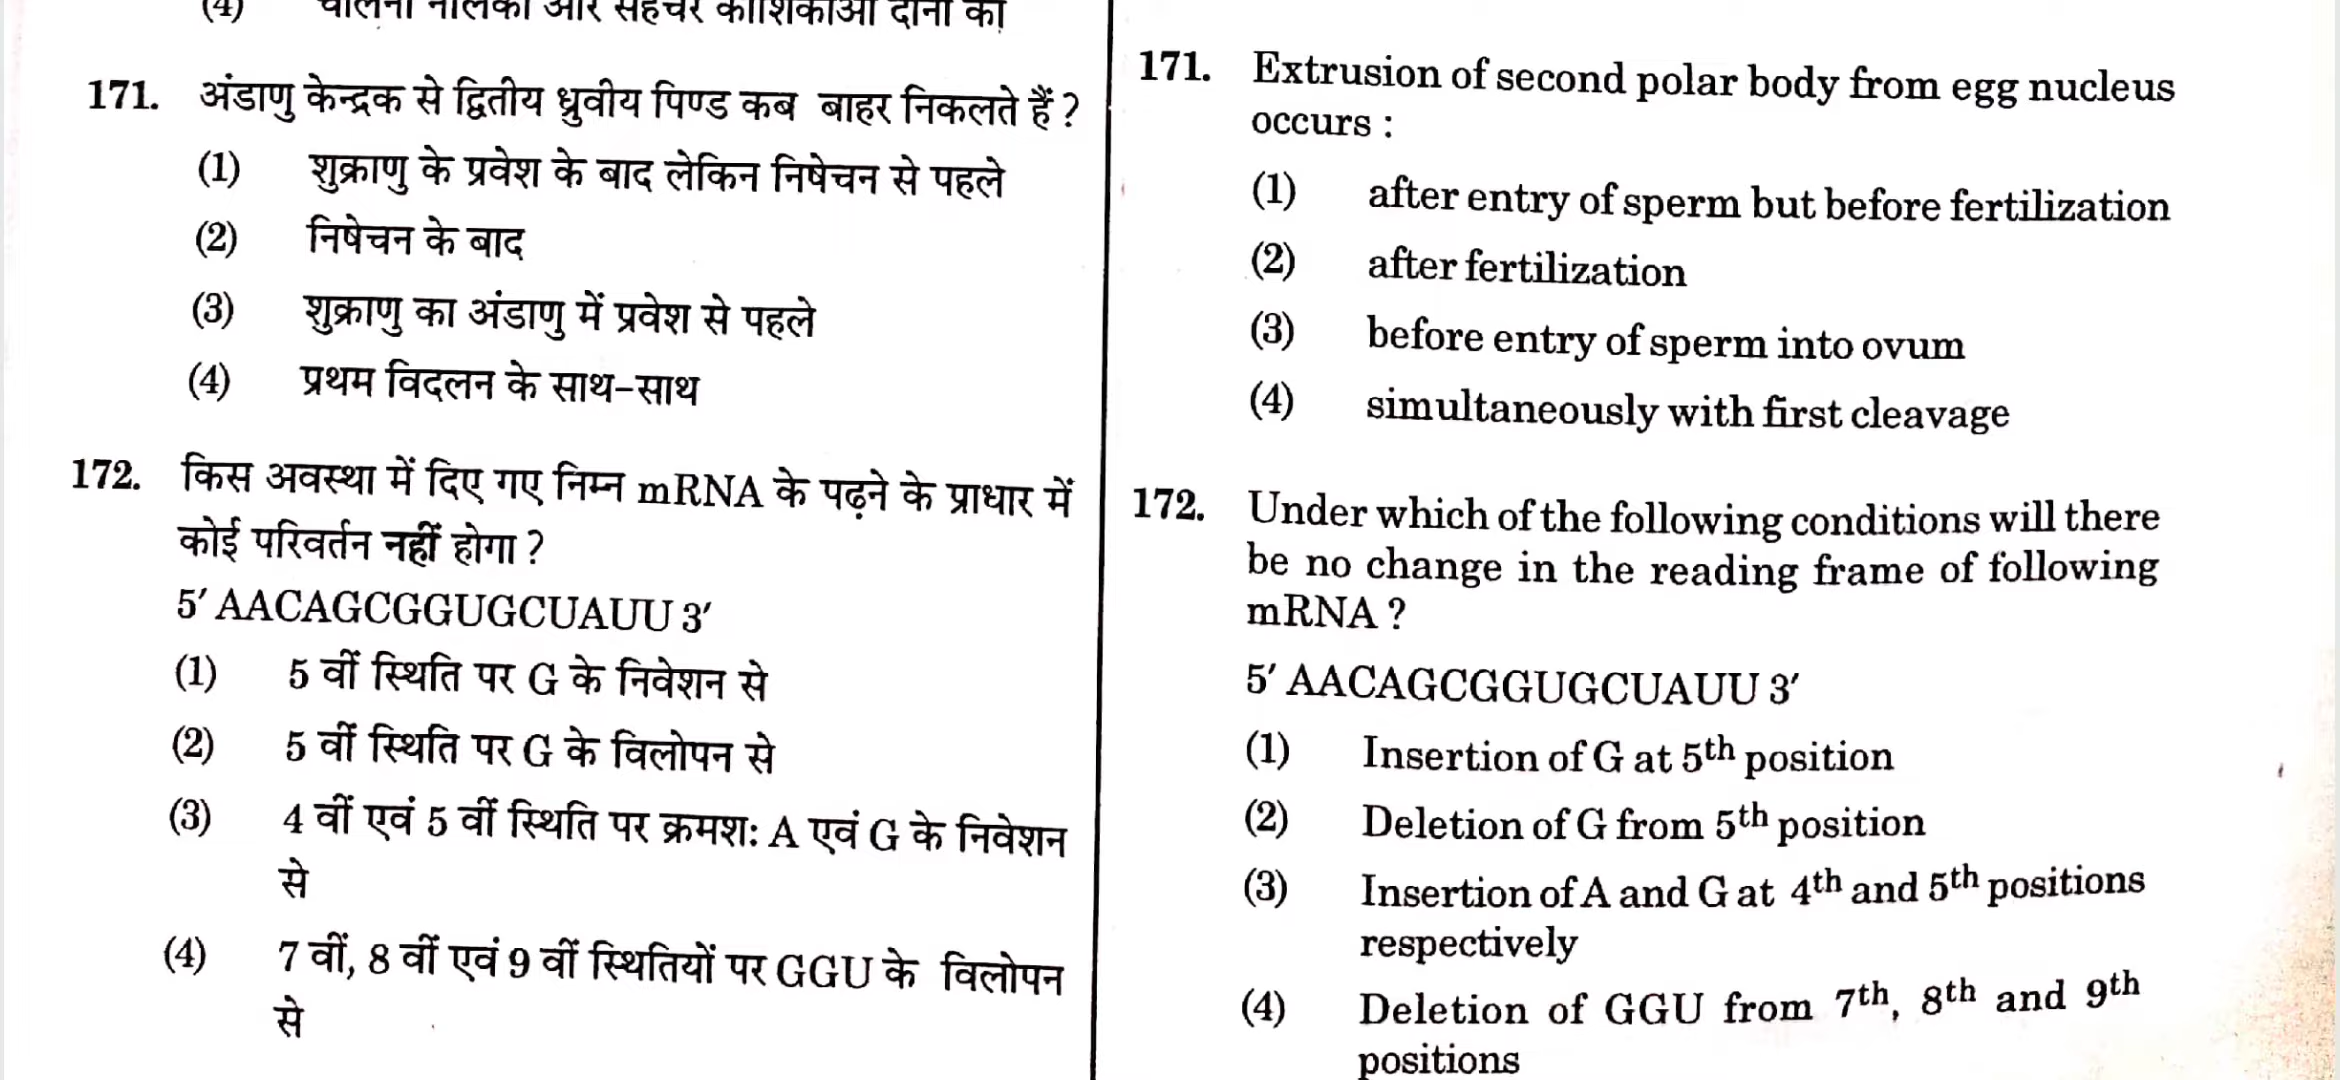 (4) चालनी नलिका और सहचर कोशिकाओं दोनों का
171. अंडाणु केन्द्रक से द्वितीय ध्रुवीय पिण्ड कब बाहर निकलते हैं ?
(1) शुक्राणु के प्रवेश के बाद लेकिन निषेचन से पहले
(2) निषेचन के बाद
(3) शुक्राणु का अंडाणु में प्रवेश से पहले
(4) प्रथम विदलन के साथ-साथ
172. किस अवस्था में दिए गए निम्न mRNA के पढ़ने के प्राधार में
कोई परिवर्तन नहीं होगा ?
5′ AACAGCGGUGCUAUU 3′
(1) 5 वीं स्थिति पर G के निवेशन से
(2) 5 वीं स्थिति पर G के विलोपन से
(3) 4 वीं एवं 5 वीं स्थिति पर क्रमशः A एवं G के निवेशन
से
(4) 7 वीं, 8 वीं एवं 9 वीं स्थितियों पर GGU के विलोपन
से
171. Extrusion of second polar body from egg nucleus
occurs :
(1) after entry of sperm but before fertilization
(2) after fertilization
(3) before entry of sperm into ovum
(4) simultaneously with first cleavage
172. Under which of the following conditions will there
be no change in the reading frame of following
mRNA ?
5′ AACAGCGGUGCUAUU 3′
(1) Insertion of G at 5th position
(2) Deletion of G from 5th position
(3) Insertion of A and G at 4th and 5th positions
respectively
(4) Deletion of GGU from 7th, 8th and 9th
positions